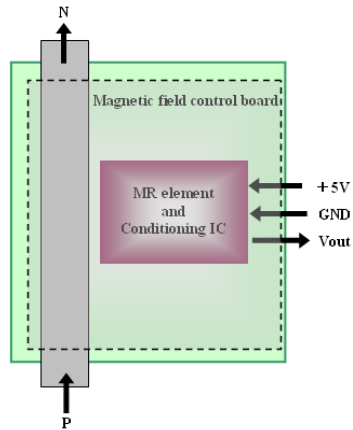 N
Magnetic field control board
MR element
and
Conditioning IC
+5V
GND
Vout
P